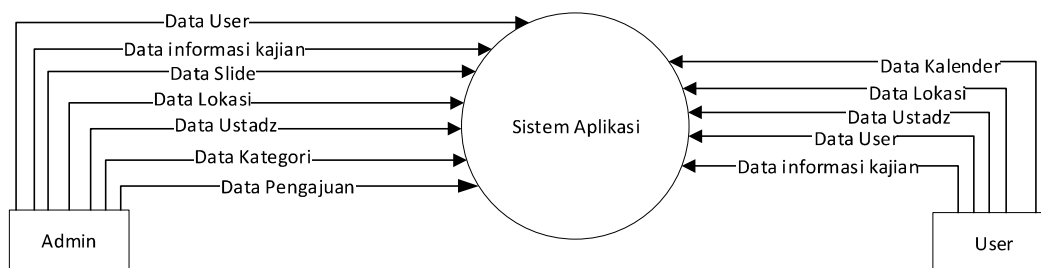 Data User
Data informasi kajian
Data Slide
Data Lokasi
Data Ustadz
Data Kategori
Data Pengajuan
Admin
Sistem Aplikasi
Data Kalender
Data Lokasi
Data Ustadz
Data User
Data informasi kajian
User